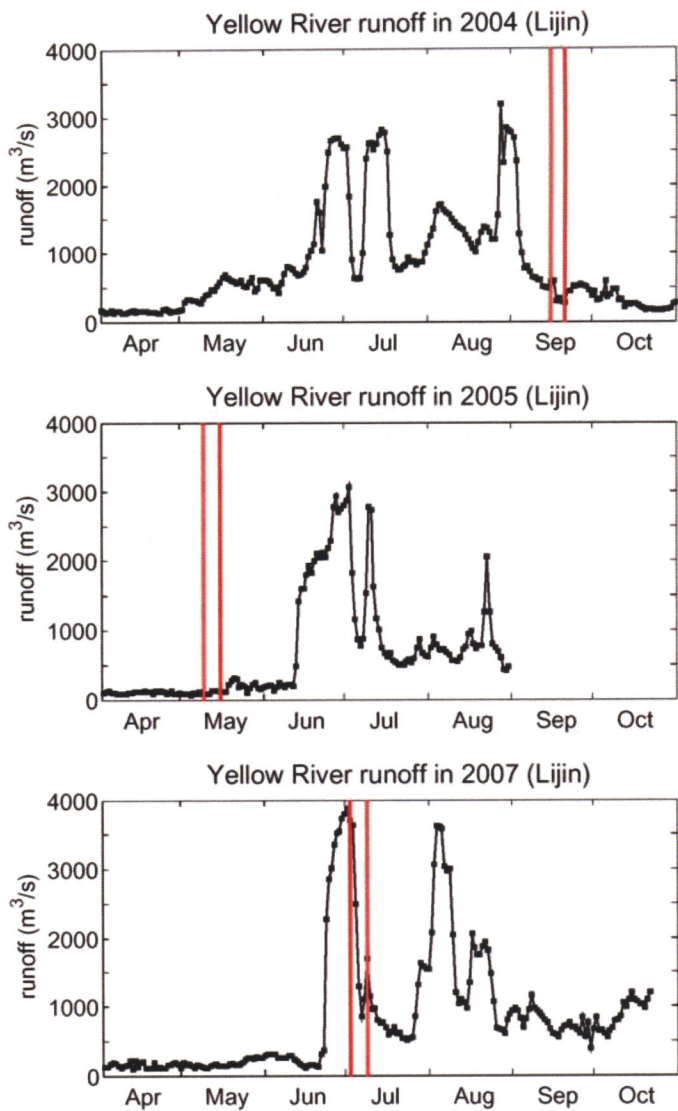 Yellow River runoff in 2004 (Lijin)
4000
3000
2000
1000
0
runoff (m³/s)
Apr May Jun Jul Aug Sep Oct
Yellow River runoff in 2005 (Lijin)
4000
3000
2000
1000
0
runoff (m³/s)
Apr May Jun Jul Aug Sep Oct
Yellow River runoff in 2007 (Lijin)
4000
3000
2000
1000
0
runoff (m³/s)
Apr May Jun Jul Aug Sep Oct